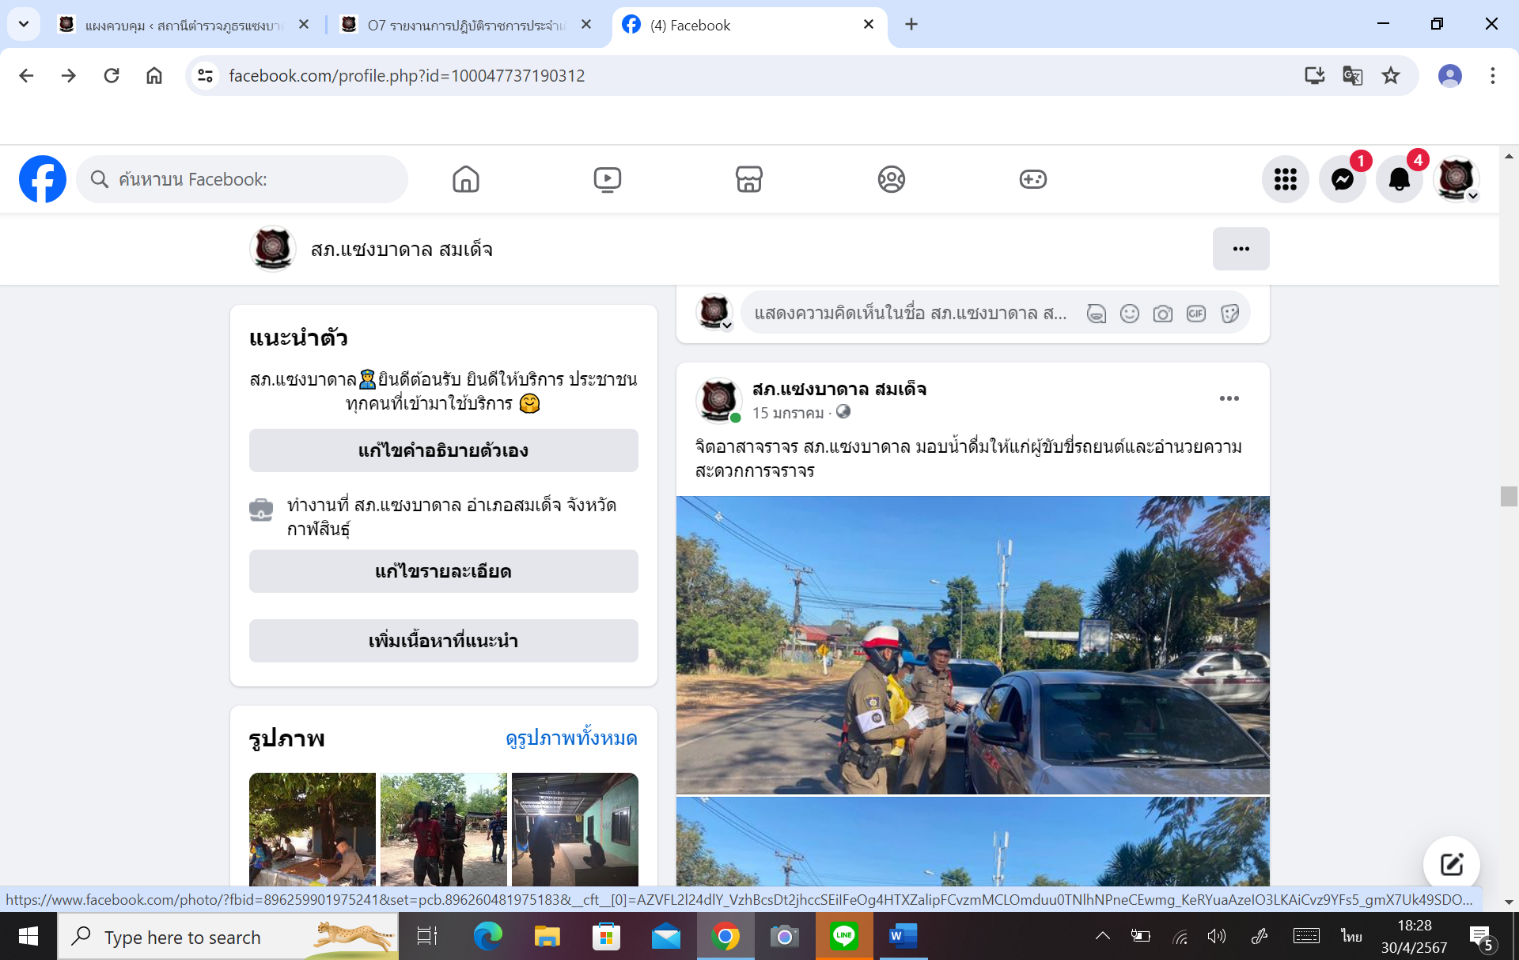 แผงควบคุม ‹ สถานีตำรวจภูธรแซงบา
O7 รายงานการปฏิบัติราชการประจำเ
(4) Facebook
facebook.com/profile.php?id=100047737190312
ค้นหาบน Facebook:
1
4
สภ.แซงบาดาล สมเด็จ
แสดงความคิดเห็นในชื่อ สภ.แซงบาดาล ส...
GIF
แนะนำตัว
สภ.แซงบาดาล👮ยินดีต้อนรับ ยินดีให้บริการ ประชาชน
ทุกคนที่เข้ามาใช้บริการ 🤗
แก้ไขคำอธิบายตัวเอง
ทำงานที่ สภ.แซงบาดาล อำเภอสมเด็จ จังหวัด
กาฬสินธุ์
แก้ไขรายละเอียด
เพิ่มเนื้อหาที่แนะนำ
รูปภาพ
ดูรูปภาพทั้งหมด
สภ.แซงบาดาล สมเด็จ
15 มกราคม ·
จิตอาสาจราจร สภ.แซงบาดาล มอบน้ำดื่มให้แก่ผู้ขับขี่รถยนต์และอำนวยความ
สะดวกการจราจร
https://www.facebook.com/photo/?fbid=896259901975241&set=pcb.896260481975183&__cft__[0]=AZVFL2l24dlY_VzhBcsDt2jhccSEiIFeOg4HTXZalipFCvzmMCLOmduu0TNlhNPneCEwmg_KeRYuaAzeIO3LKAiCvz9YFs5_gmX7Uk49SDO...
Type here to search
LINE
W
ไทย
18:28
30/4/2567
5